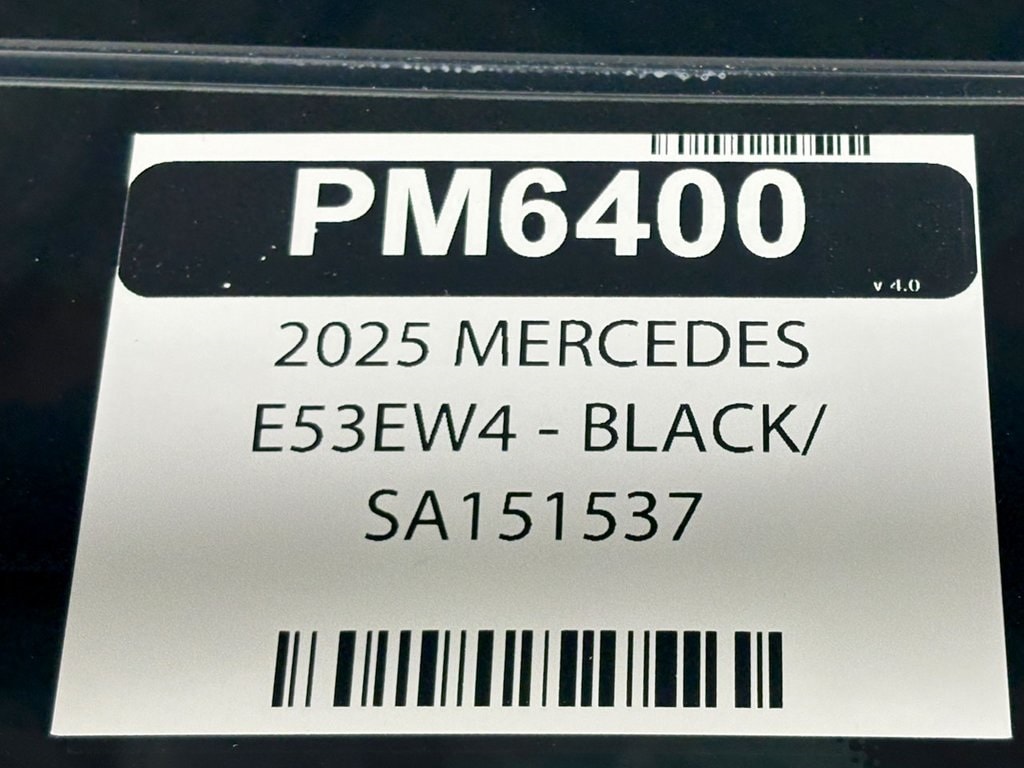 PM6400
v 4.0
2025 MERCEDES
E53EW4 - BLACK/
SA151537